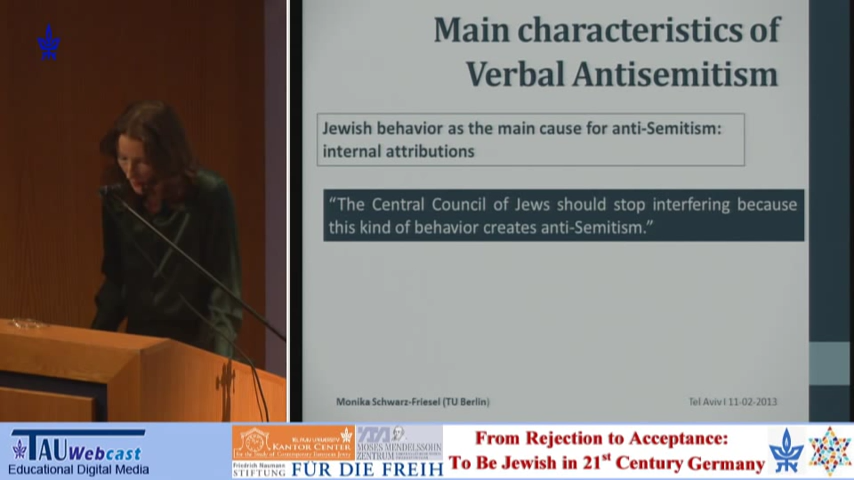 Main characteristics of
Verbal Antisemitism
Jewish behavior as the main cause for anti-Semitism:
internal attributions
“The Central Council of Jews should stop interfering because
this kind of behavior creates anti-Semitism.”
Monika Schwarz-Friesel (TU Berlin)
Tel Aviv I 11-02-2013
TAU Webcast
Educational Digital Media
KANTOR CENTER
MOSES MENDELSSOHN
ZENTRUM
STIFTUNG
FÜR DIE FREIH
From Rejection to Acceptance:
To Be Jewish in 21st Century Germany